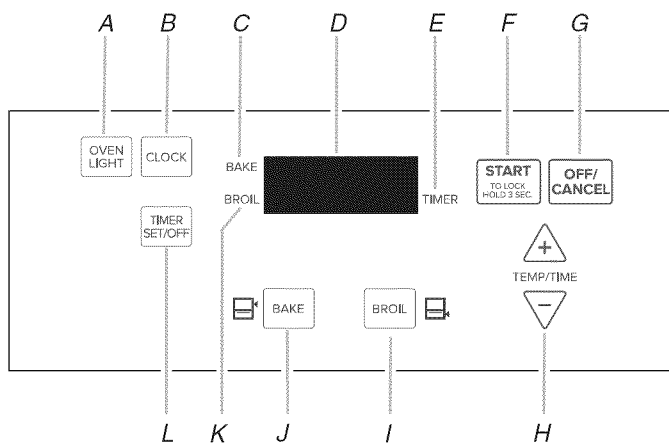 A B C D E F G
OVEN
LIGHT
CLOCK
BAKE
BROIL
TIMER
START
TO LOCK
HOLD 3 SEC.
OFF/
CANCEL
TIMER
SET/OFF
+
TEMP/TIME
−
BAKE
BROIL
L K J I H